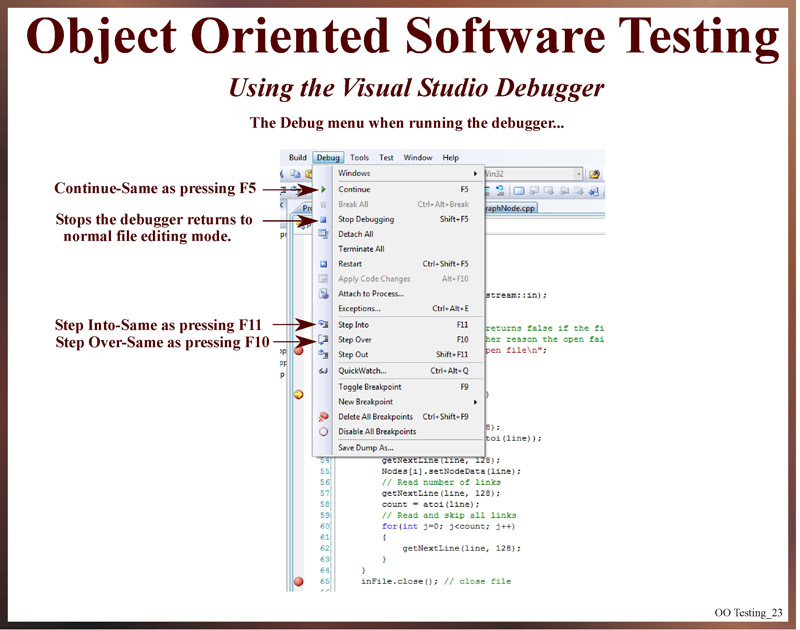 Object Oriented Software Testing
Using the Visual Studio Debugger
The Debug menu when running the debugger...
Build Debug Tools Test Window Help
Windows
Win32
Continue-Same as pressing F5
Continue F5
Break All Ctrl+Alt+Break
raphNode.cpp
Stops the debugger returns to
normal file editing mode.
Stop Debugging Shift+F5
Detach All
Terminate All
Restart Ctrl+Shift+F5
Apply Code Changes Alt+F10
Attach to Process...
stream::in);
Exceptions... Ctrl+Alt+E
Step Into-Same as pressing F11
Step Into F11
returns false if the fi
Step Over-Same as pressing F10
Step Over F10
her reason the open fai
Step Out Shift+F11
pen file\n";
QuickWatch... Ctrl+Alt+Q
Toggle Breakpoint F9
)
New Breakpoint
Delete All Breakpoints Ctrl+Shift+F9
8);
Disable All Breakpoints
toi(line));
Save Dump As...
54 getNextLine(line, 128);
55 Nodes[i].setNodeData(line);
56 // Read number of links
57 getNextLine(line, 128);
58 count = atoi(line);
59 // Read and skip all links
60 for(int j=0; j<count; j++)
61 {
62 getNextLine(line, 128);
63 }
64 }
65 inFile.close(); // close file
OO Testing_23